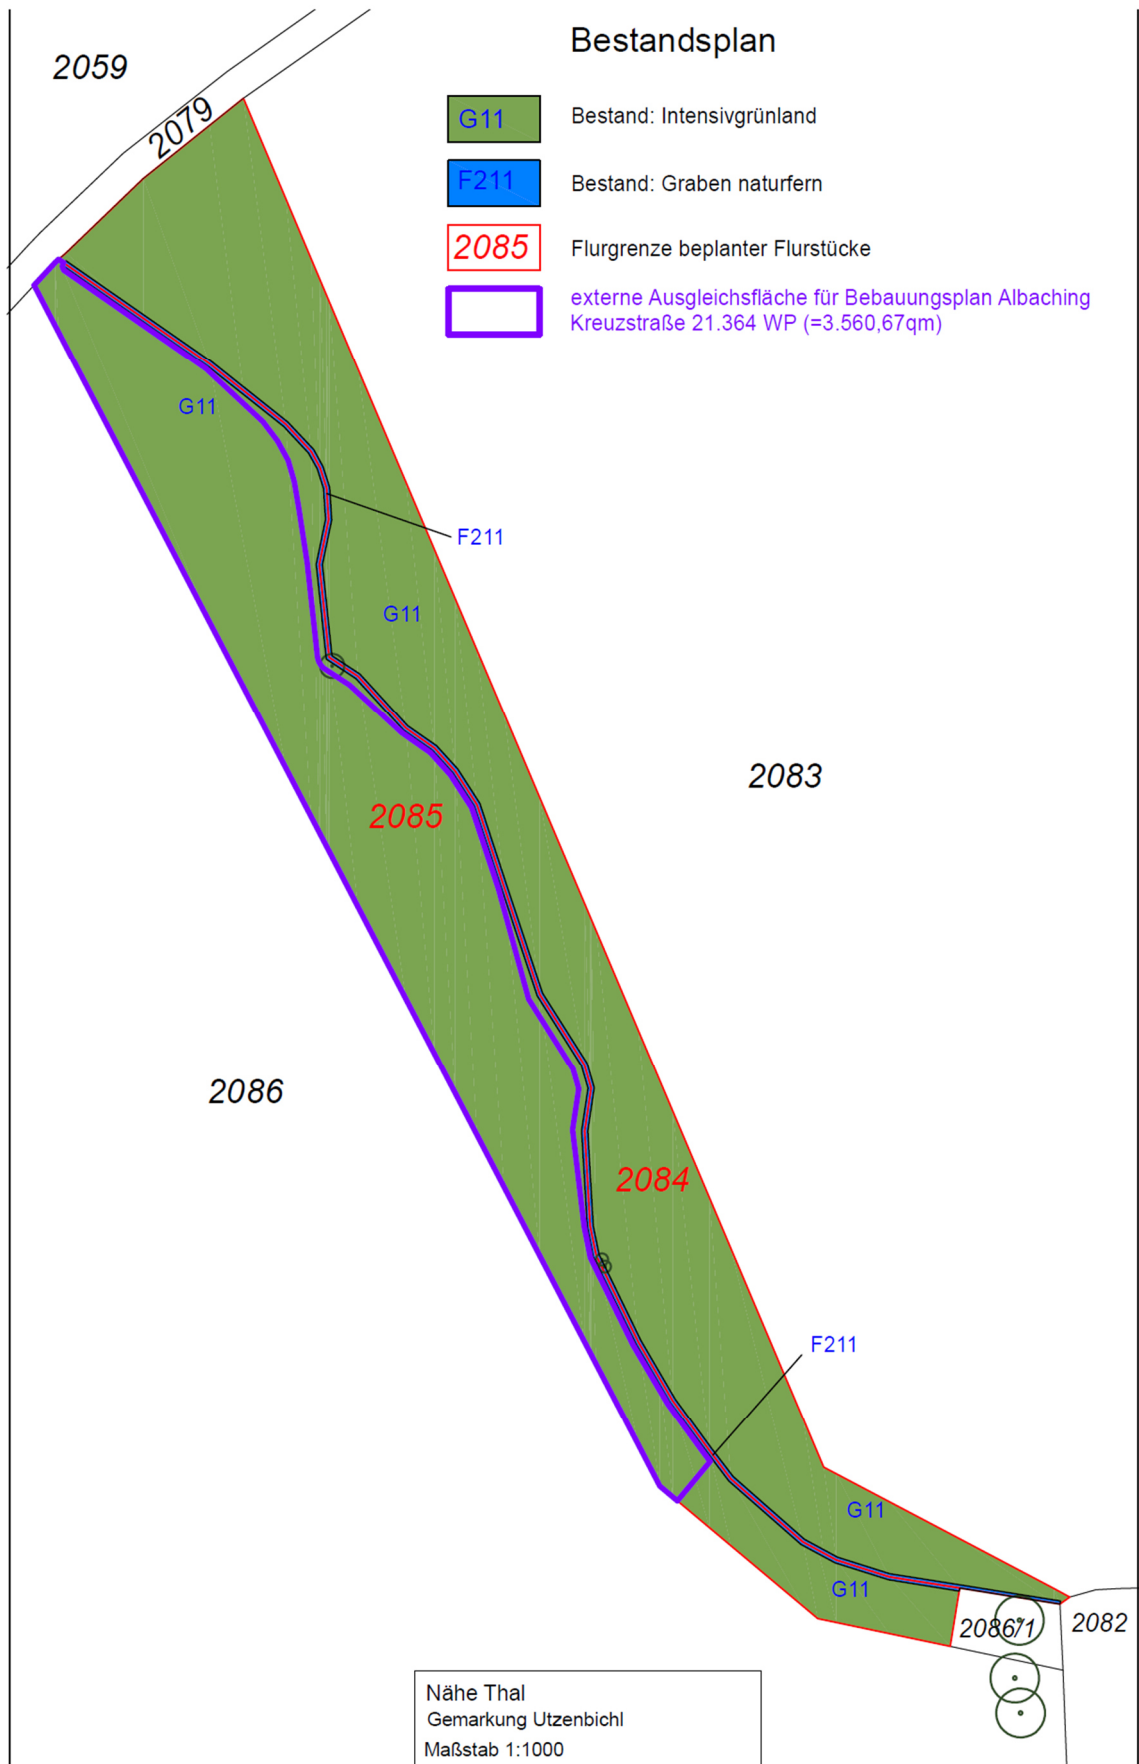 Bestandsplan
2059
2079
G11 Bestand: Intensivgrünland
F211 Bestand: Graben naturfern
2085 Flurgrenze beplanter Flurstücke
externe Ausgleichsfläche für Bebauungsplan Albaching
Kreuzstraße 21.364 WP (=3.560,67qm)
G11
F211
G11
2083
2085
2086
2084
F211
G11
G11
2086/1
2082
Nähe Thal
Gemarkung Utzenbichl
Maßstab 1:1000